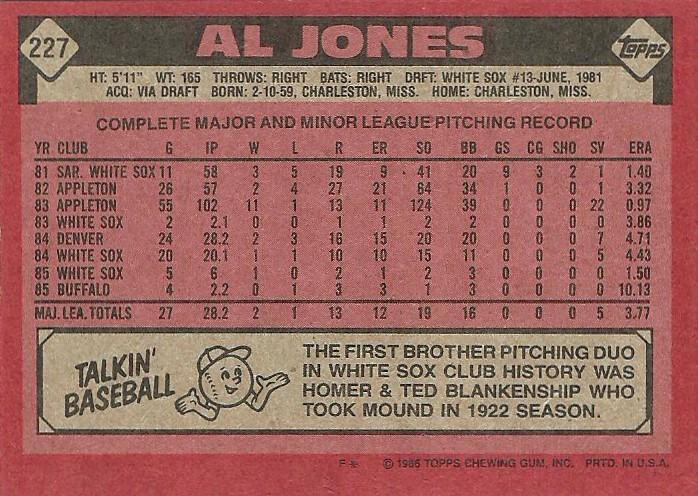 227
AL JONES
Topps
HT: 5'11" WT: 165 THROWS: RIGHT BATS: RIGHT DRFT: WHITE SOX #13-JUNE, 1981
ACQ: VIA DRAFT BORN: 2-10-59, CHARLESTON, MISS. HOME: CHARLESTON, MISS.
COMPLETE MAJOR AND MINOR LEAGUE PITCHING RECORD
YR CLUB G IP W L R ER SO BB GS CG SHO SV ERA
81 SAR. WHITE SOX 11 58 3 5 19 9 41 20 9 3 2 1 1.40
82 APPLETON 26 57 2 4 27 21 64 34 1 0 0 1 3.32
83 APPLETON 55 102 11 1 13 11 124 39 0 0 0 22 0.97
83 WHITE SOX 2 2.1 0 0 1 1 2 2 0 0 0 0 3.86
84 DENVER 24 28.2 2 3 16 15 20 20 0 0 0 7 4.71
84 WHITE SOX 20 20.1 1 1 10 10 15 11 0 0 0 5 4.43
85 WHITE SOX 5 6 1 0 2 1 2 3 0 0 0 0 1.50
85 BUFFALO 4 2.2 0 1 3 3 1 3 0 0 0 0 10.13
MAJ. LEA. TOTALS 27 28.2 2 1 13 12 19 16 0 0 0 5 3.77
TALKIN'
BASEBALL
THE FIRST BROTHER PITCHING DUO
IN WHITE SOX CLUB HISTORY WAS
HOMER & TED BLANKENSHIP WHO
TOOK MOUND IN 1922 SEASON.
F* © 1986 TOPPS CHEWING GUM, INC. PRTD. IN U.S.A.